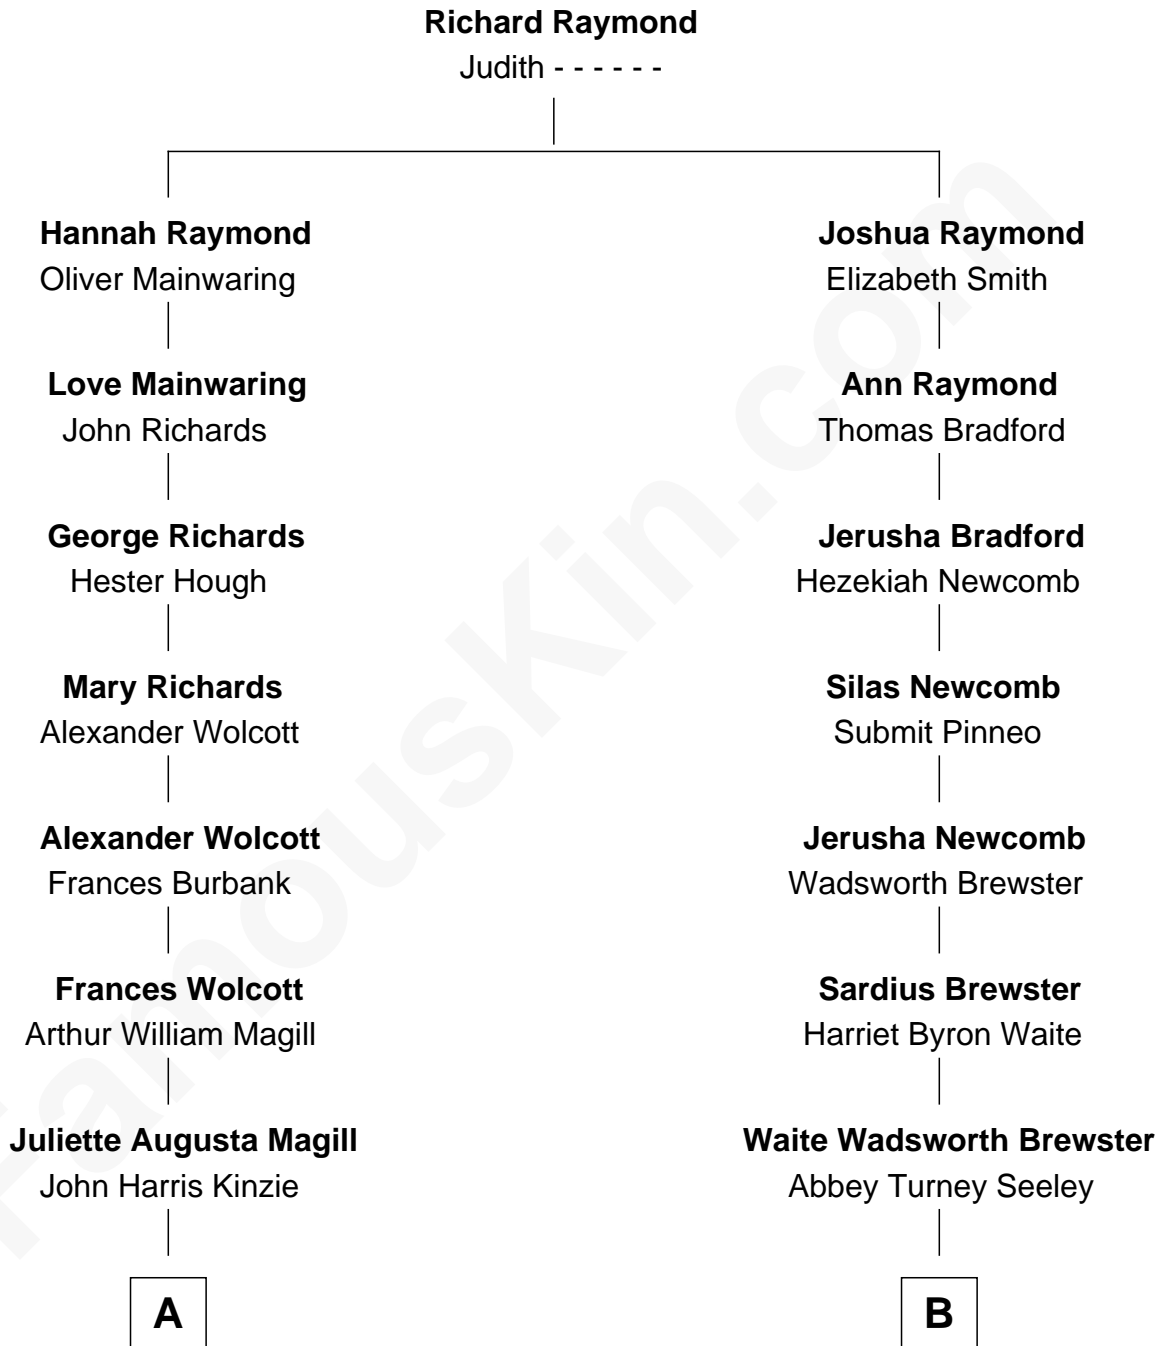 Richard Raymond
Judith - - - - - -
Hannah Raymond
Oliver Mainwaring
Love Mainwaring
John Richards
George Richards
Hester Hough
Mary Richards
Alexander Wolcott
Alexander Wolcott
Frances Burbank
Frances Wolcott
Arthur William Magill
Juliette Augusta Magill
John Harris Kinzie
A
Joshua Raymond
Elizabeth Smith
Ann Raymond
Thomas Bradford
Jerusha Bradford
Hezekiah Newcomb
Silas Newcomb
Submit Pinneo
Jerusha Newcomb
Wadsworth Brewster
Sardius Brewster
Harriet Byron Waite
Waite Wadsworth Brewster
Abbey Turney Seeley
B
FamousKin.com